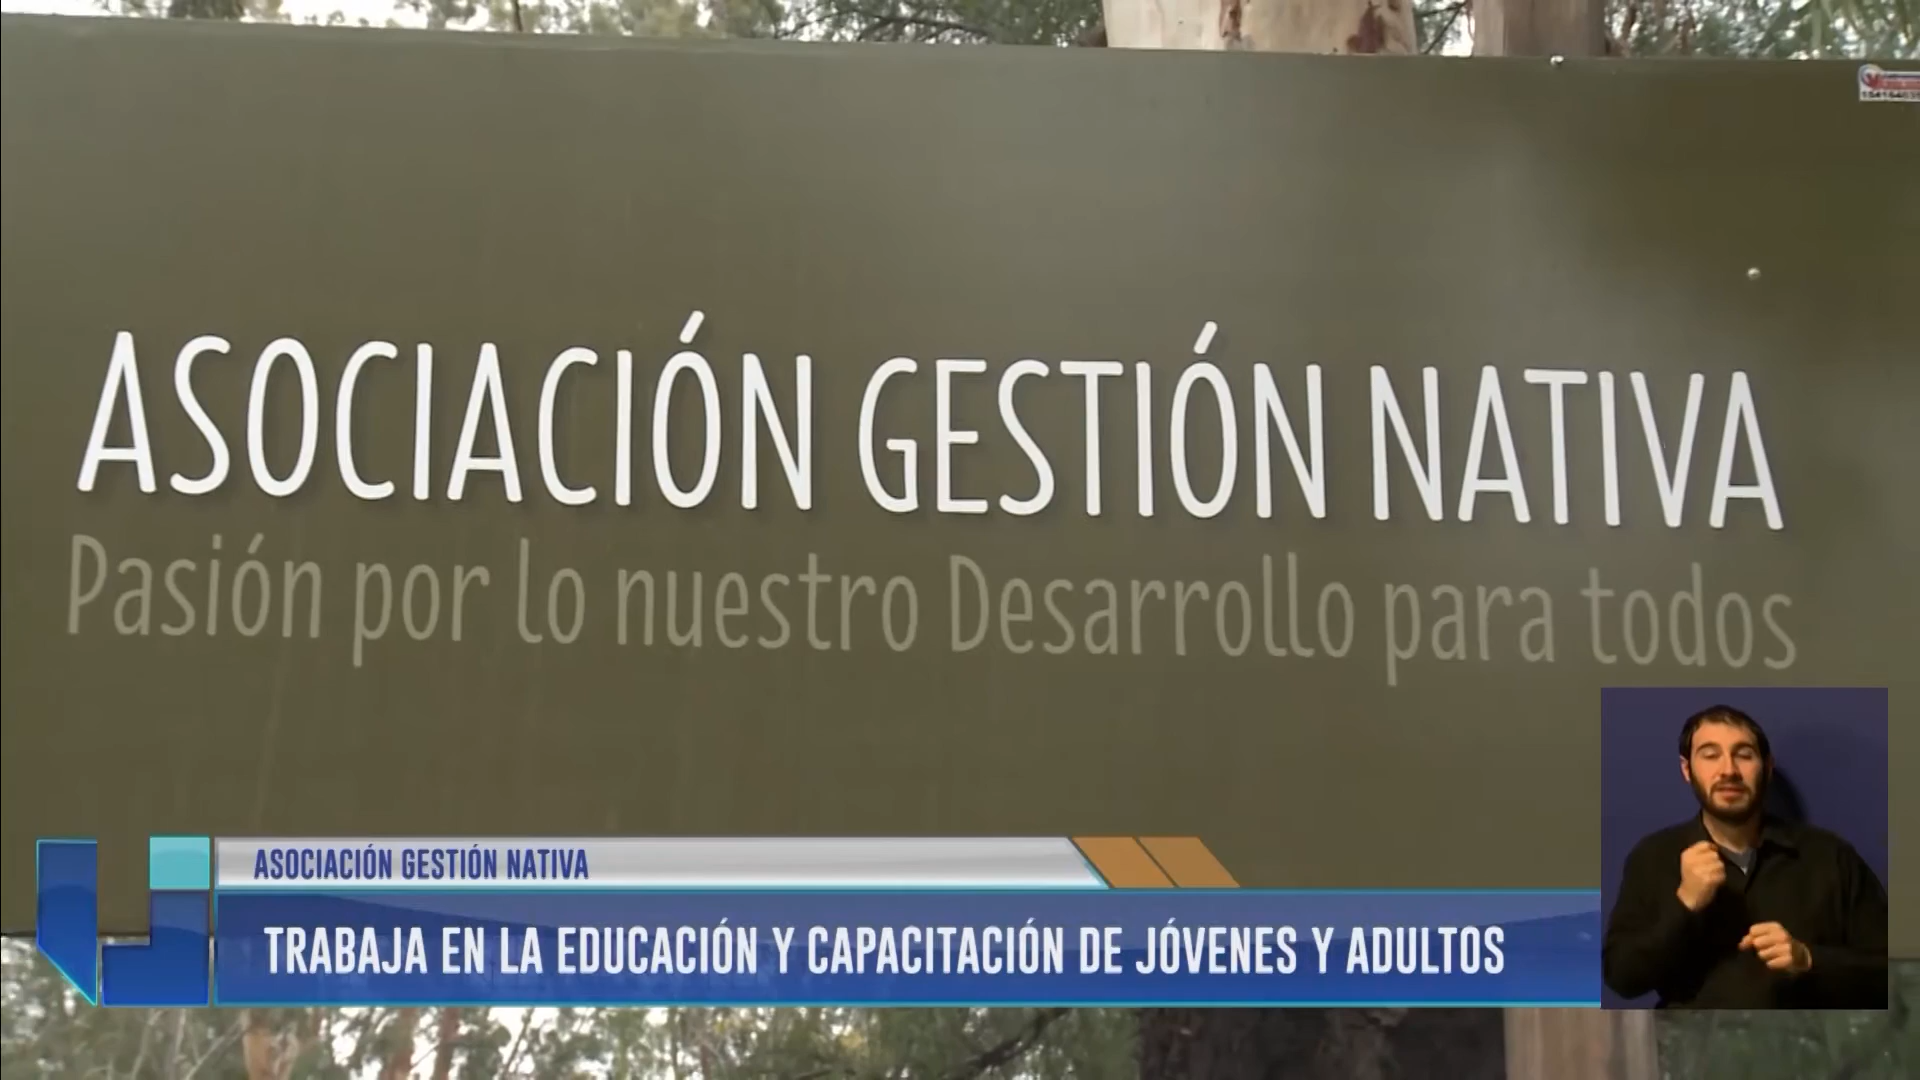 ASOCIACIÓN GESTIÓN NATIVA
Pasión por lo nuestro Desarrollo para todos
ASOCIACIÓN GESTIÓN NATIVA
TRABAJA EN LA EDUCACIÓN Y CAPACITACIÓN DE JÓVENES Y ADULTOS